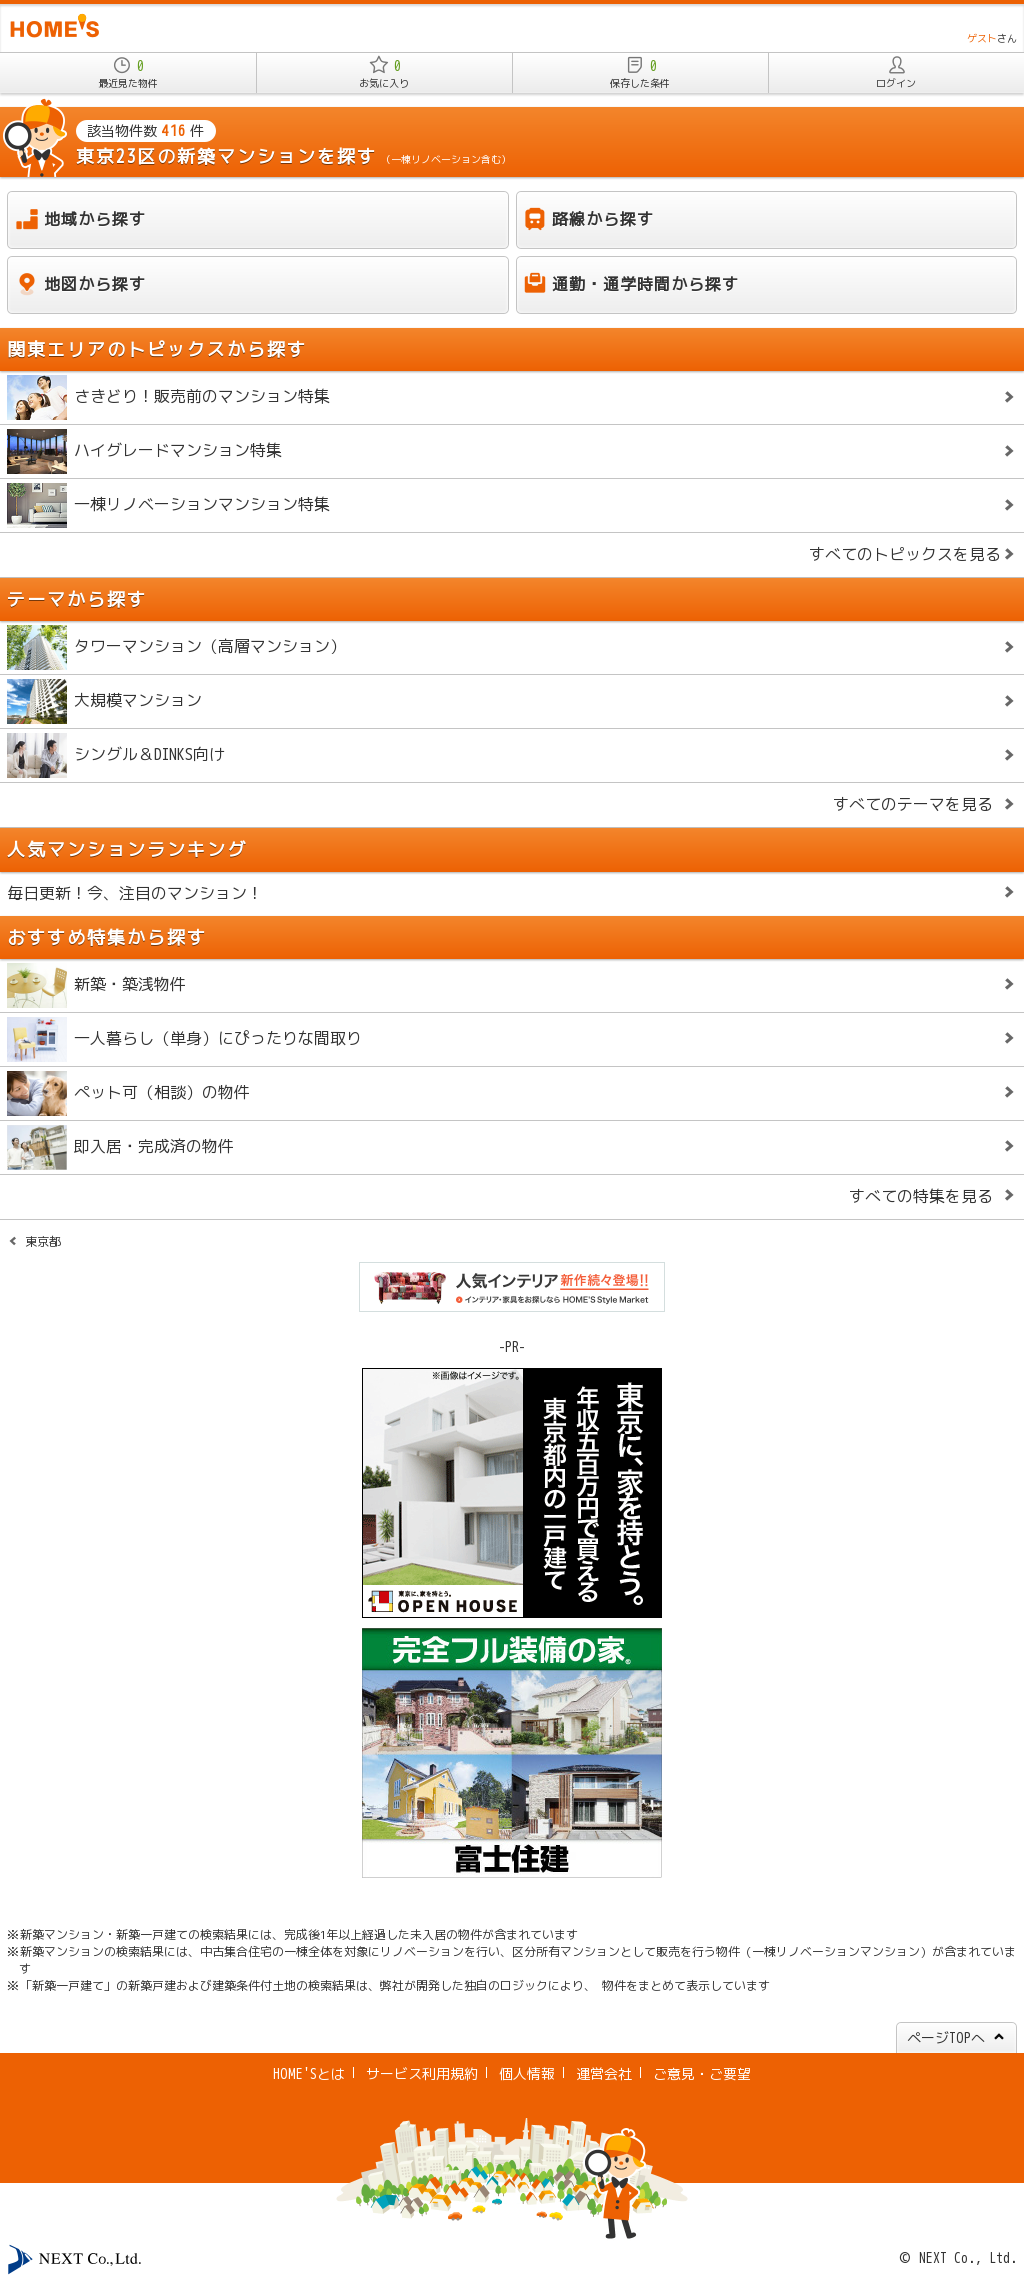 HOME'S
ゲストさん
0
最近見た物件
0
お気に入り
0
保存した条件
ログイン
該当物件数 416 件
東京23区の新築マンションを探す（一棟リノベーション含む）
地域から探す
路線から探す
地図から探す
通勤・通学時間から探す
関東エリアのトピックスから探す
さきどり！販売前のマンション特集
ハイグレードマンション特集
一棟リノベーションマンション特集
すべてのトピックスを見る
テーマから探す
タワーマンション（高層マンション）
大規模マンション
シングル＆DINKS向け
すべてのテーマを見る
人気マンションランキング
毎日更新！今、注目のマンション！
おすすめ特集から探す
新築・築浅物件
一人暮らし（単身）にぴったりな間取り
ペット可（相談）の物件
即入居・完成済の物件
すべての特集を見る
東京都
人気インテリア新作続々登場!!
インテリア・家具をお探しなら HOME'S Style Market
-PR-
※画像はイメージです。
東京に、家を持とう。
年収五百万円で買える
東京都内の一戸建て
東京に、家を持とう。
OPEN HOUSE
完全フル装備の家®
富士住建
※新築マンション・新築一戸建ての検索結果には、完成後1年以上経過した未入居の物件が含まれています
※新築マンションの検索結果には、中古集合住宅の一棟全体を対象にリノベーションを行い、区分所有マンションとして販売を行う物件（一棟リノベーションマンション）が含まれていま
す
※「新築一戸建て」の新築戸建および建築条件付土地の検索結果は、弊社が開発した独自のロジックにより、 物件をまとめて表示しています
ページTOPへ
HOME'Sとは | サービス利用規約 | 個人情報 | 運営会社 | ご意見・ご要望
NEXT Co., Ltd.
© NEXT Co., Ltd.